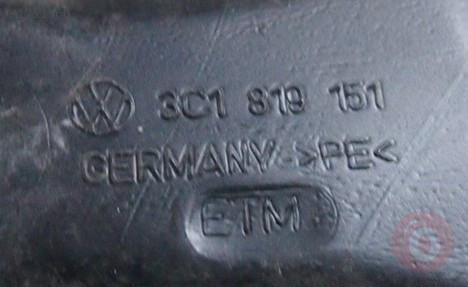 3C1 819 151
GERMANY >PE<
ETM